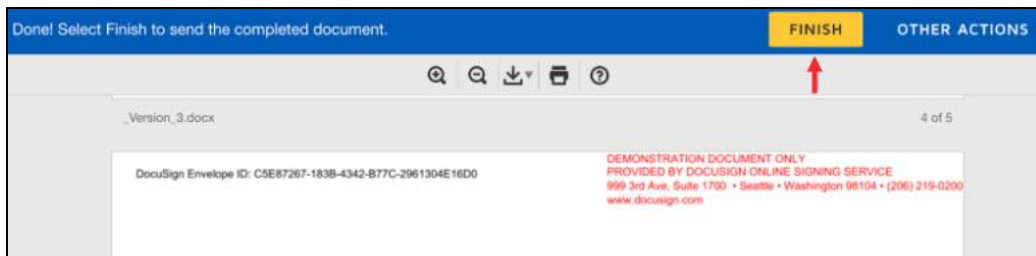 Done! Select Finish to send the completed document.
FINISH
OTHER ACTIONS
_Version_3.docx
4 of 5
DocuSign Envelope ID: C5E87267-183B-4342-B77C-2961304E16D0
DEMONSTRATION DOCUMENT ONLY
PROVIDED BY DOCUSIGN ONLINE SIGNING SERVICE
999 3rd Ave, Suite 1700 • Seattle • Washington 98104 • (206) 219-0200
www.docusign.com